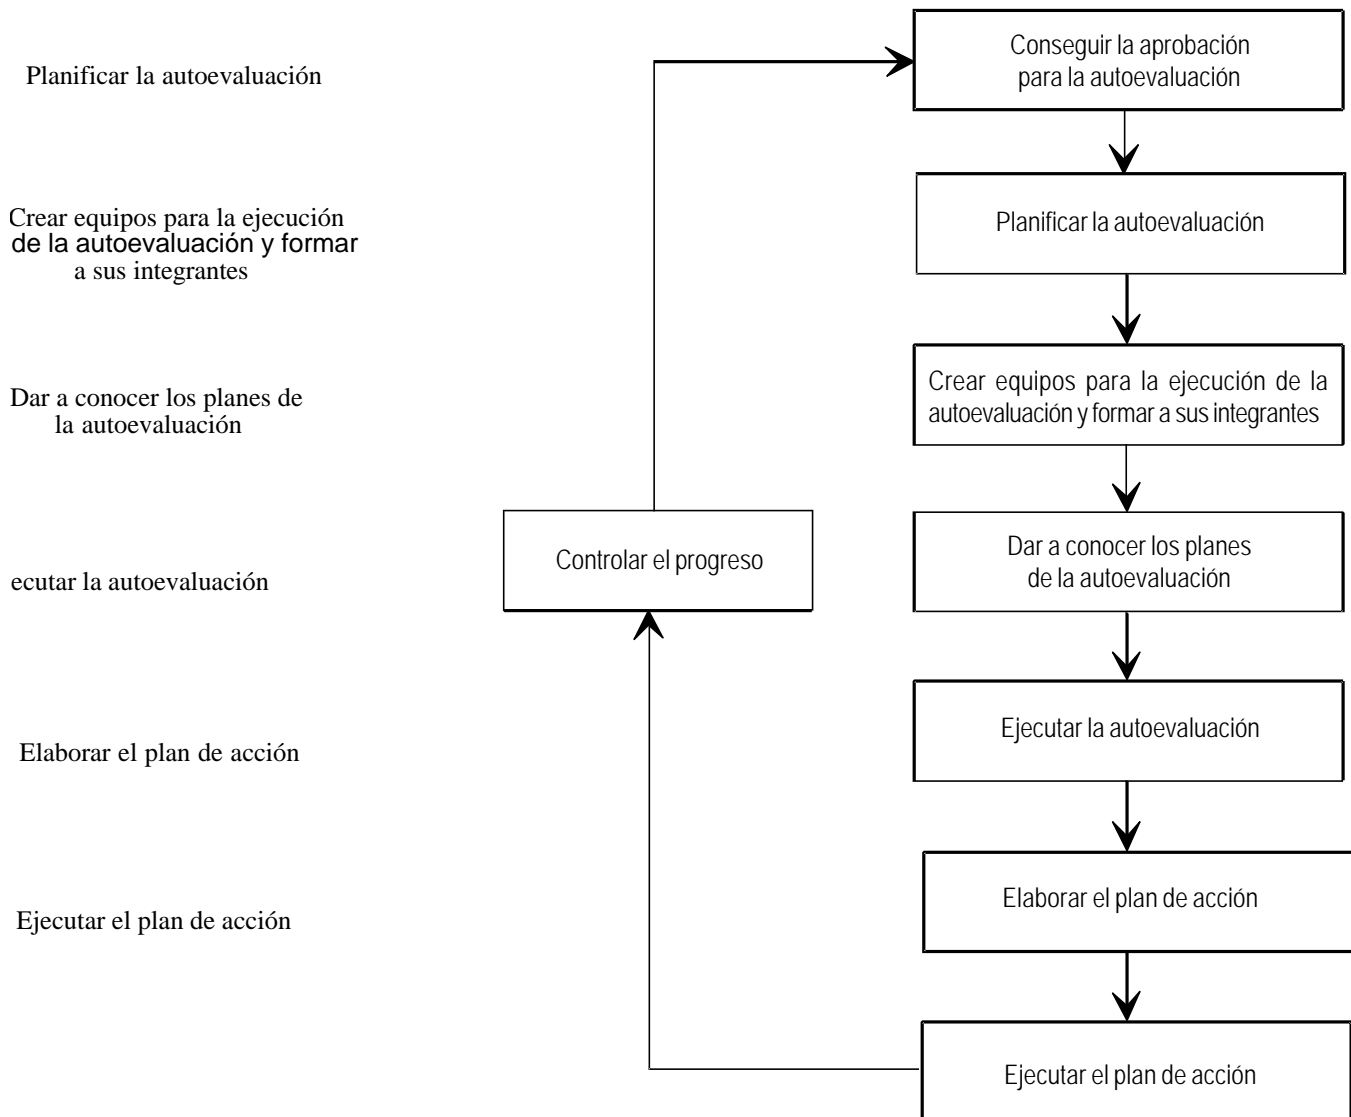 Planificar la autoevaluación
Crear equipos para la ejecución
de la autoevaluación y formar
a sus integrantes
Dar a conocer los planes de
la autoevaluación
ecutar la autoevaluación
Elaborar el plan de acción
Ejecutar el plan de acción
Controlar el progreso
Conseguir la aprobación
para la autoevaluación
Planificar la autoevaluación
Crear equipos para la ejecución de la
autoevaluación y formar a sus integrantes
Dar a conocer los planes
de la autoevaluación
Ejecutar la autoevaluación
Elaborar el plan de acción
Ejecutar el plan de acción